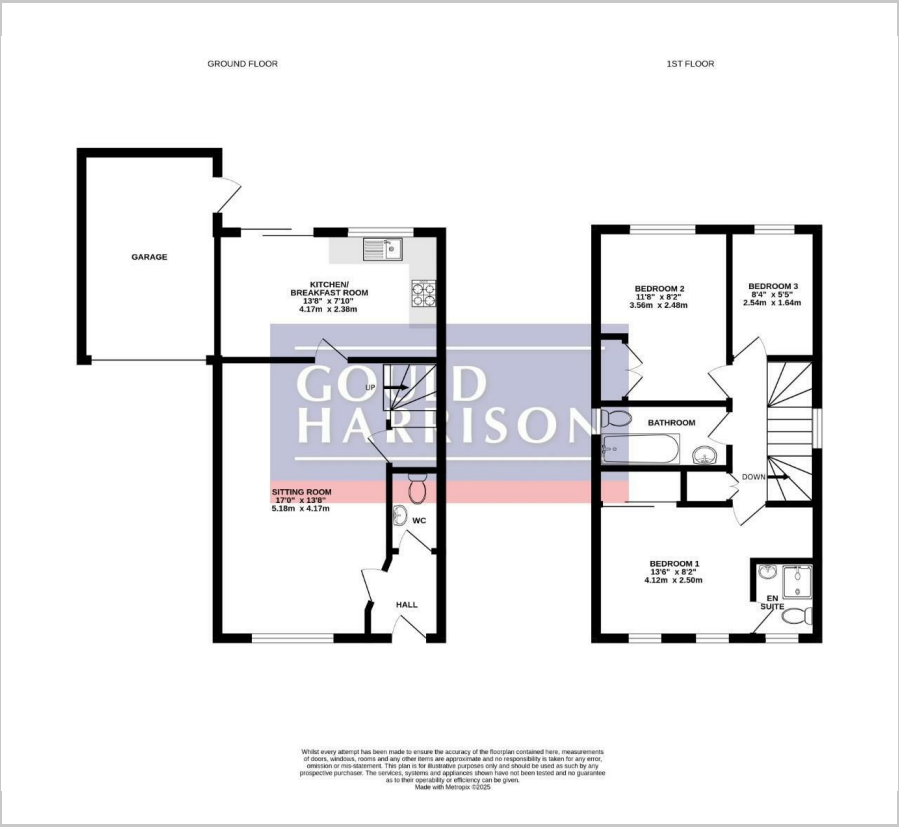 GROUND FLOOR
1ST FLOOR
GARAGE
KITCHEN/
BREAKFAST ROOM
13'8" x 7'10"
4.17m x 2.38m
UP
GOULD
HARRISON
SITTING ROOM
17'0" x 13'8"
5.18m x 4.17m
WC
HALL
BEDROOM 2
11'8" x 8'2"
3.56m x 2.48m
BEDROOM 3
8'4" x 5'5"
2.54m x 1.64m
BATHROOM
DOWN
BEDROOM 1
13'6" x 8'2"
4.12m x 2.50m
EN
SUITE
Whilst every attempt has been made to ensure the accuracy of the floorplan contained here, measurements
of doors, windows, rooms and any other items are approximate and no responsibility is taken for any error,
omission or mis-statement. This plan is for illustrative purposes only and should be used as such by any
prospective purchaser. The services, systems and appliances shown have not been tested and no guarantee
as to their operability or efficiency can be given.
Made with Metropix ©2025